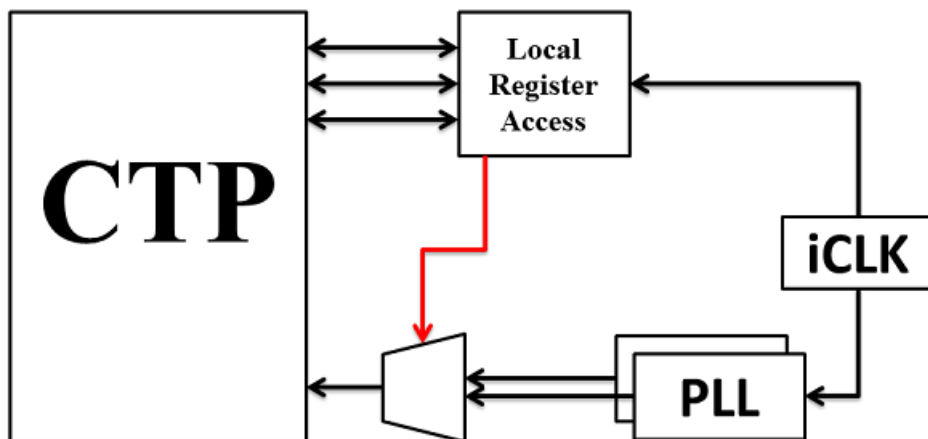 CTP
Local
Register
Access
iCLK
PLL